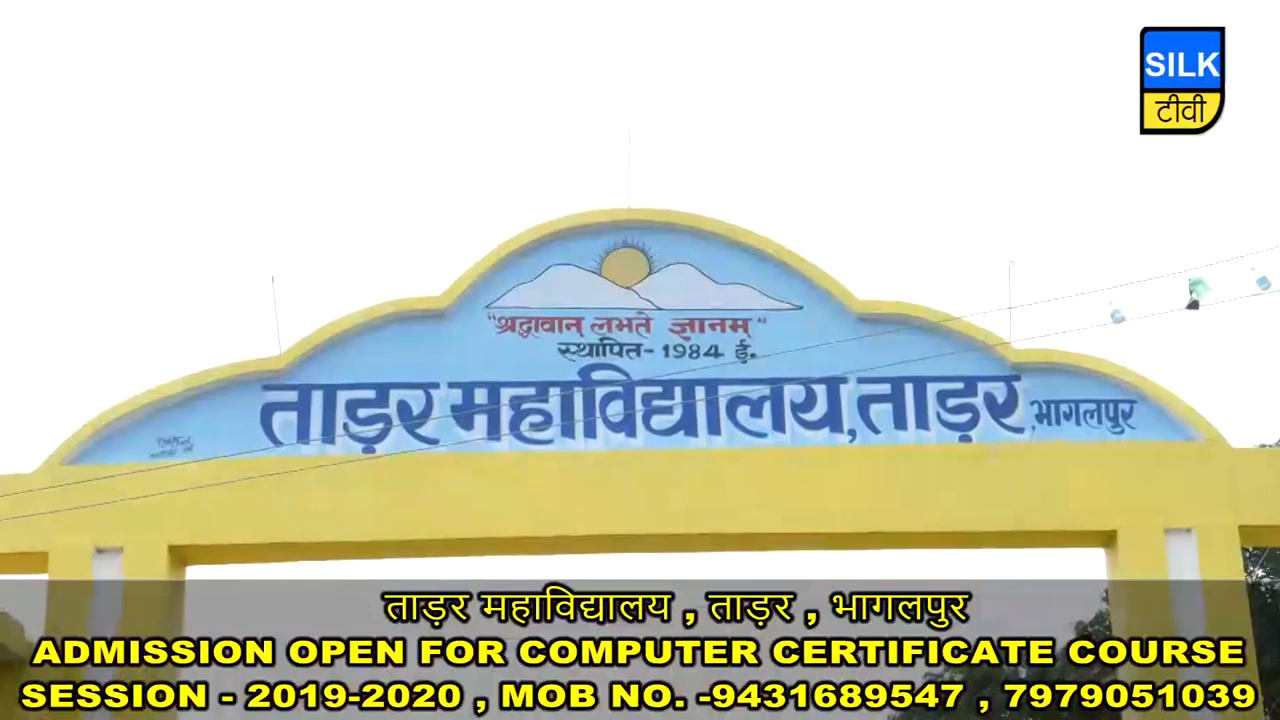 SILK
टीवी
"श्रद्धावान् लभते ज्ञानम्"
स्थापित-1984 ई.
ताड़र महाविद्यालय, ताड़र, भागलपुर
ताड़र महाविद्यालय , ताड़र , भागलपुर
ADMISSION OPEN FOR COMPUTER CERTIFICATE COURSE
SESSION - 2019-2020 , MOB NO. -9431689547 , 7979051039